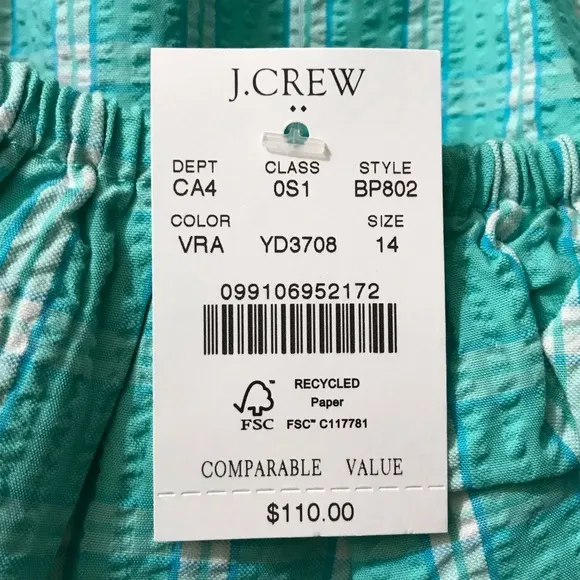 J.CREW
DEPT CLASS STYLE
CA4 0S1 BP802
COLOR SIZE
VRA YD3708 14
099106952172
RECYCLED
Paper
FSC FSC™ C117781
COMPARABLE VALUE
$110.00